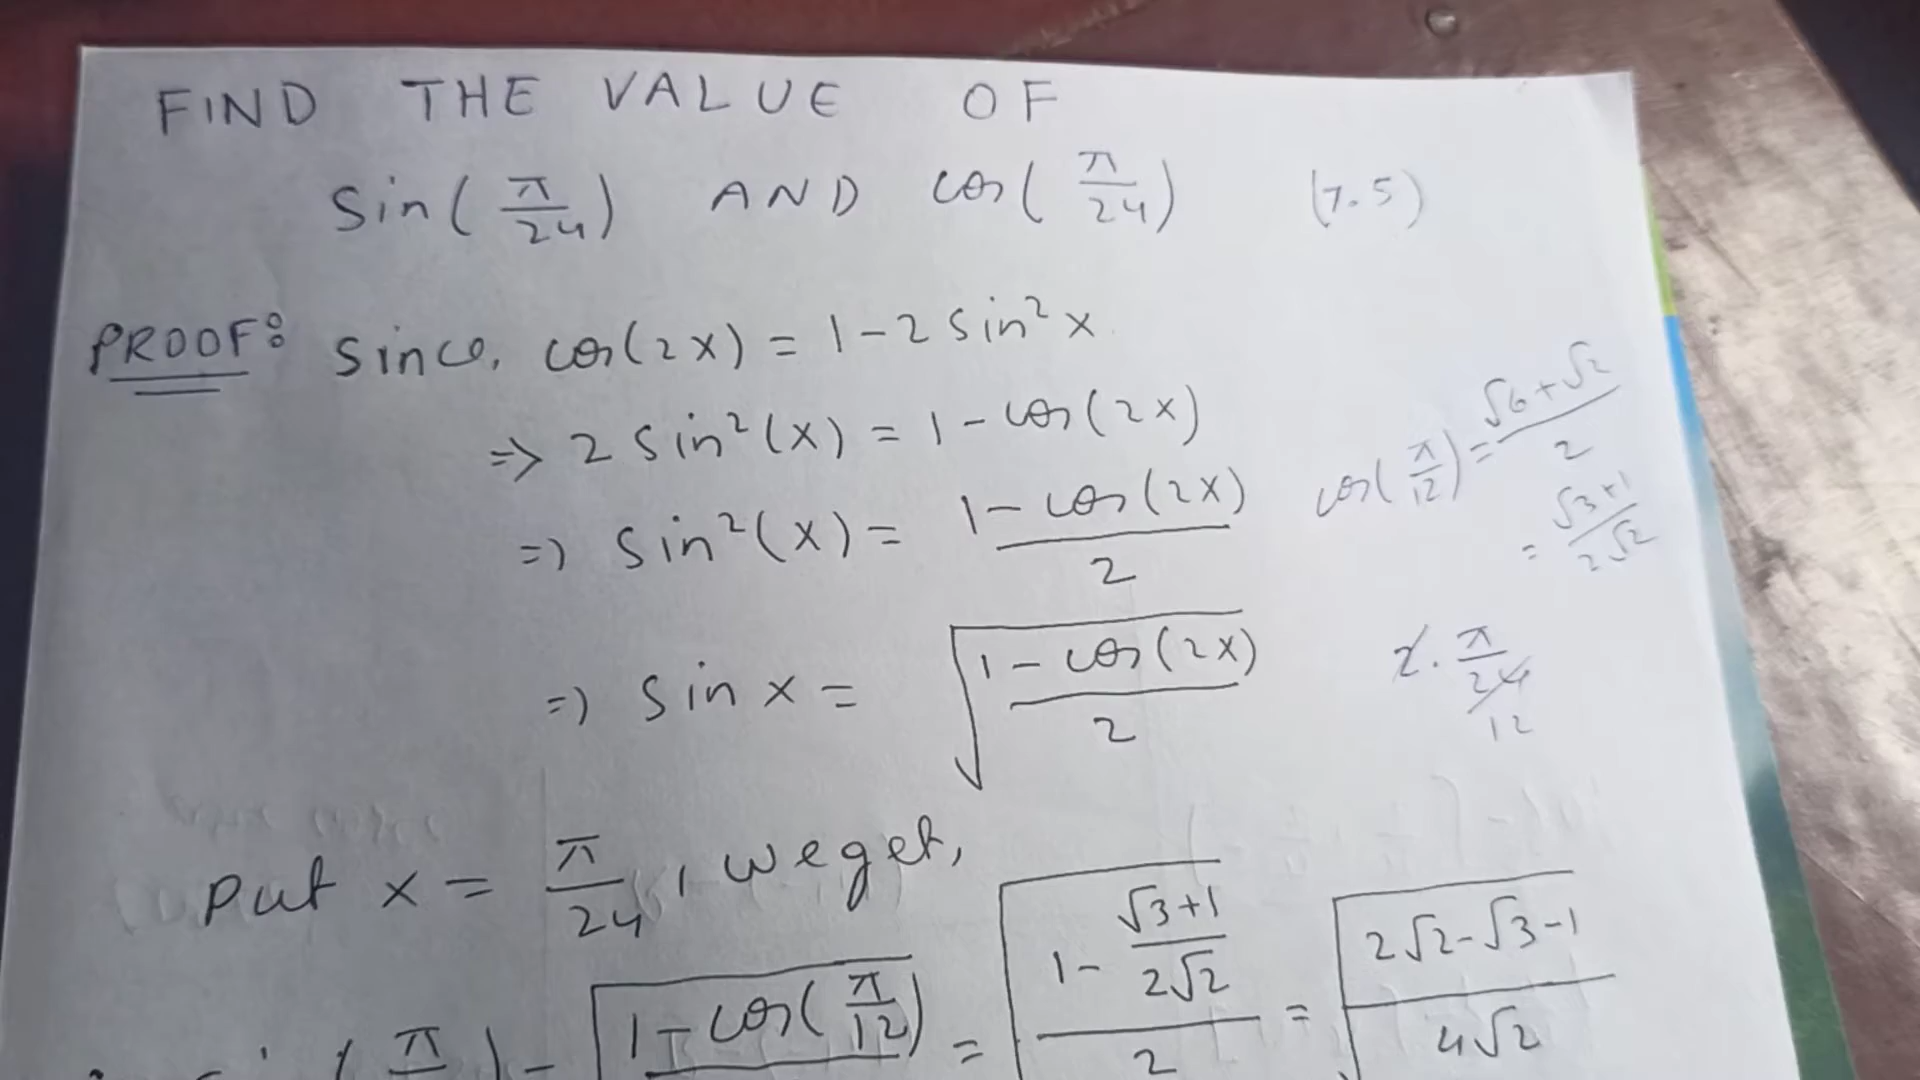 FIND THE VALUE OF
sin(π/24) AND cos(π/24) (7.5)
PROOF: Since, cos(2x) = 1-2sin²x
=> 2sin²(x) = 1-cos(2x)
cos(π/12) = (√6+√2)/2
=> sin²(x) = (1-cos(2x))/2
= (√3+1)/(2√2)
=> sin x = √((1-cos(2x))/2)
2. π/24
12
Put x = π/24, we get,
(π = √(1-cos(π/12) = √((1-(√3+1)/(2√2))/2) = √((2√2-√3-1)/(4√2))